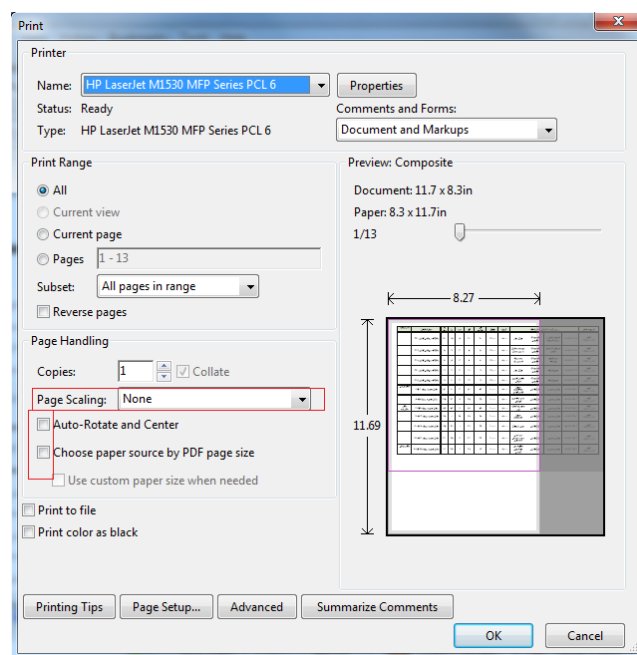 Print
Printer
Name: HP LaserJet M1530 MFP Series PCL 6
Properties
Status: Ready
Comments and Forms:
Type: HP LaserJet M1530 MFP Series PCL 6
Document and Markups
Print Range
All
Current view
Current page
Pages 1 - 13
Subset: All pages in range
Reverse pages
Page Handling
Copies: 1 Collate
Page Scaling: None
Auto-Rotate and Center
Choose paper source by PDF page size
Use custom paper size when needed
Print to file
Print color as black
Preview: Composite
Document: 11.7 x 8.3in
Paper: 8.3 x 11.7in
1/13
8.27
11.69
Printing Tips Page Setup... Advanced Summarize Comments
OK Cancel